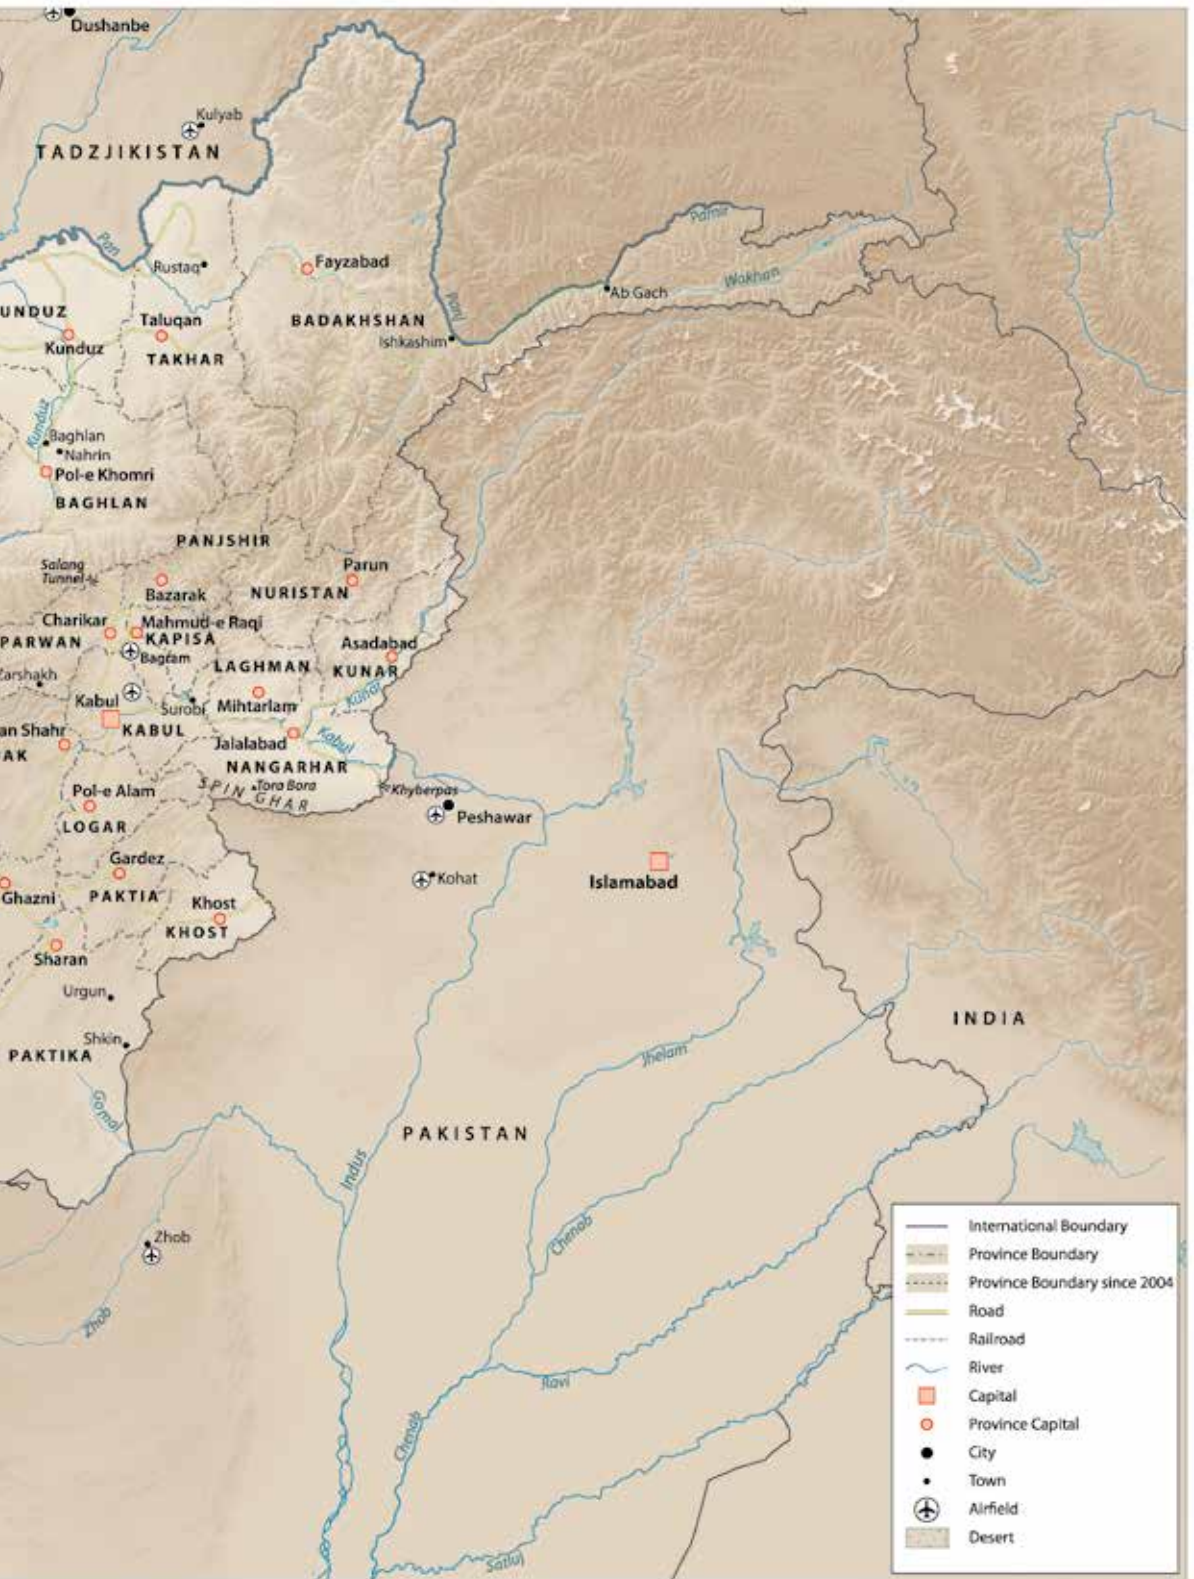 Dushanbe
Kulyab
TADZJIKISTAN
Pamir
Pan
Rustaq
Fayzabad
Wakhan
Ab Gach
Panj
UNDUZ
Taluqan
BADAKHSHAN
Kunduz
TAKHAR
Ishkashim
Kunduz
Baghlan
Nahrin
Pol-e Khomri
BAGHLAN
PANJSHIR
Salang
Tunnel
Parun
Bazarak
NURISTAN
Charikar
Mahmud-e Raqi
PARWAN
KAPISA
Asadabad
Bagram
LAGHMAN
KUNAR
Zarshakh
Kabul
Surobi
Mihtarlam
Kunar
an Shahr
KABUL
Jalalabad
Kabul
AK
NANGARHAR
Pol-e Alam
SPIN GHAR
Tora Bora
Khyberpas
Peshawar
LOGAR
Gardez
Kohat
Islamabad
Ghazni
PAKTIA
Khost
KHOST
Sharan
Urgun
INDIA
Shkin
PAKTIKA
Jhelam
Gomal
PAKISTAN
Indus
Zhob
Chenab
Zhob
Ravi
Chenab
Satluj
International Boundary
Province Boundary
Province Boundary since 2004
Road
Railroad
River
Capital
Province Capital
City
Town
Airfield
Desert